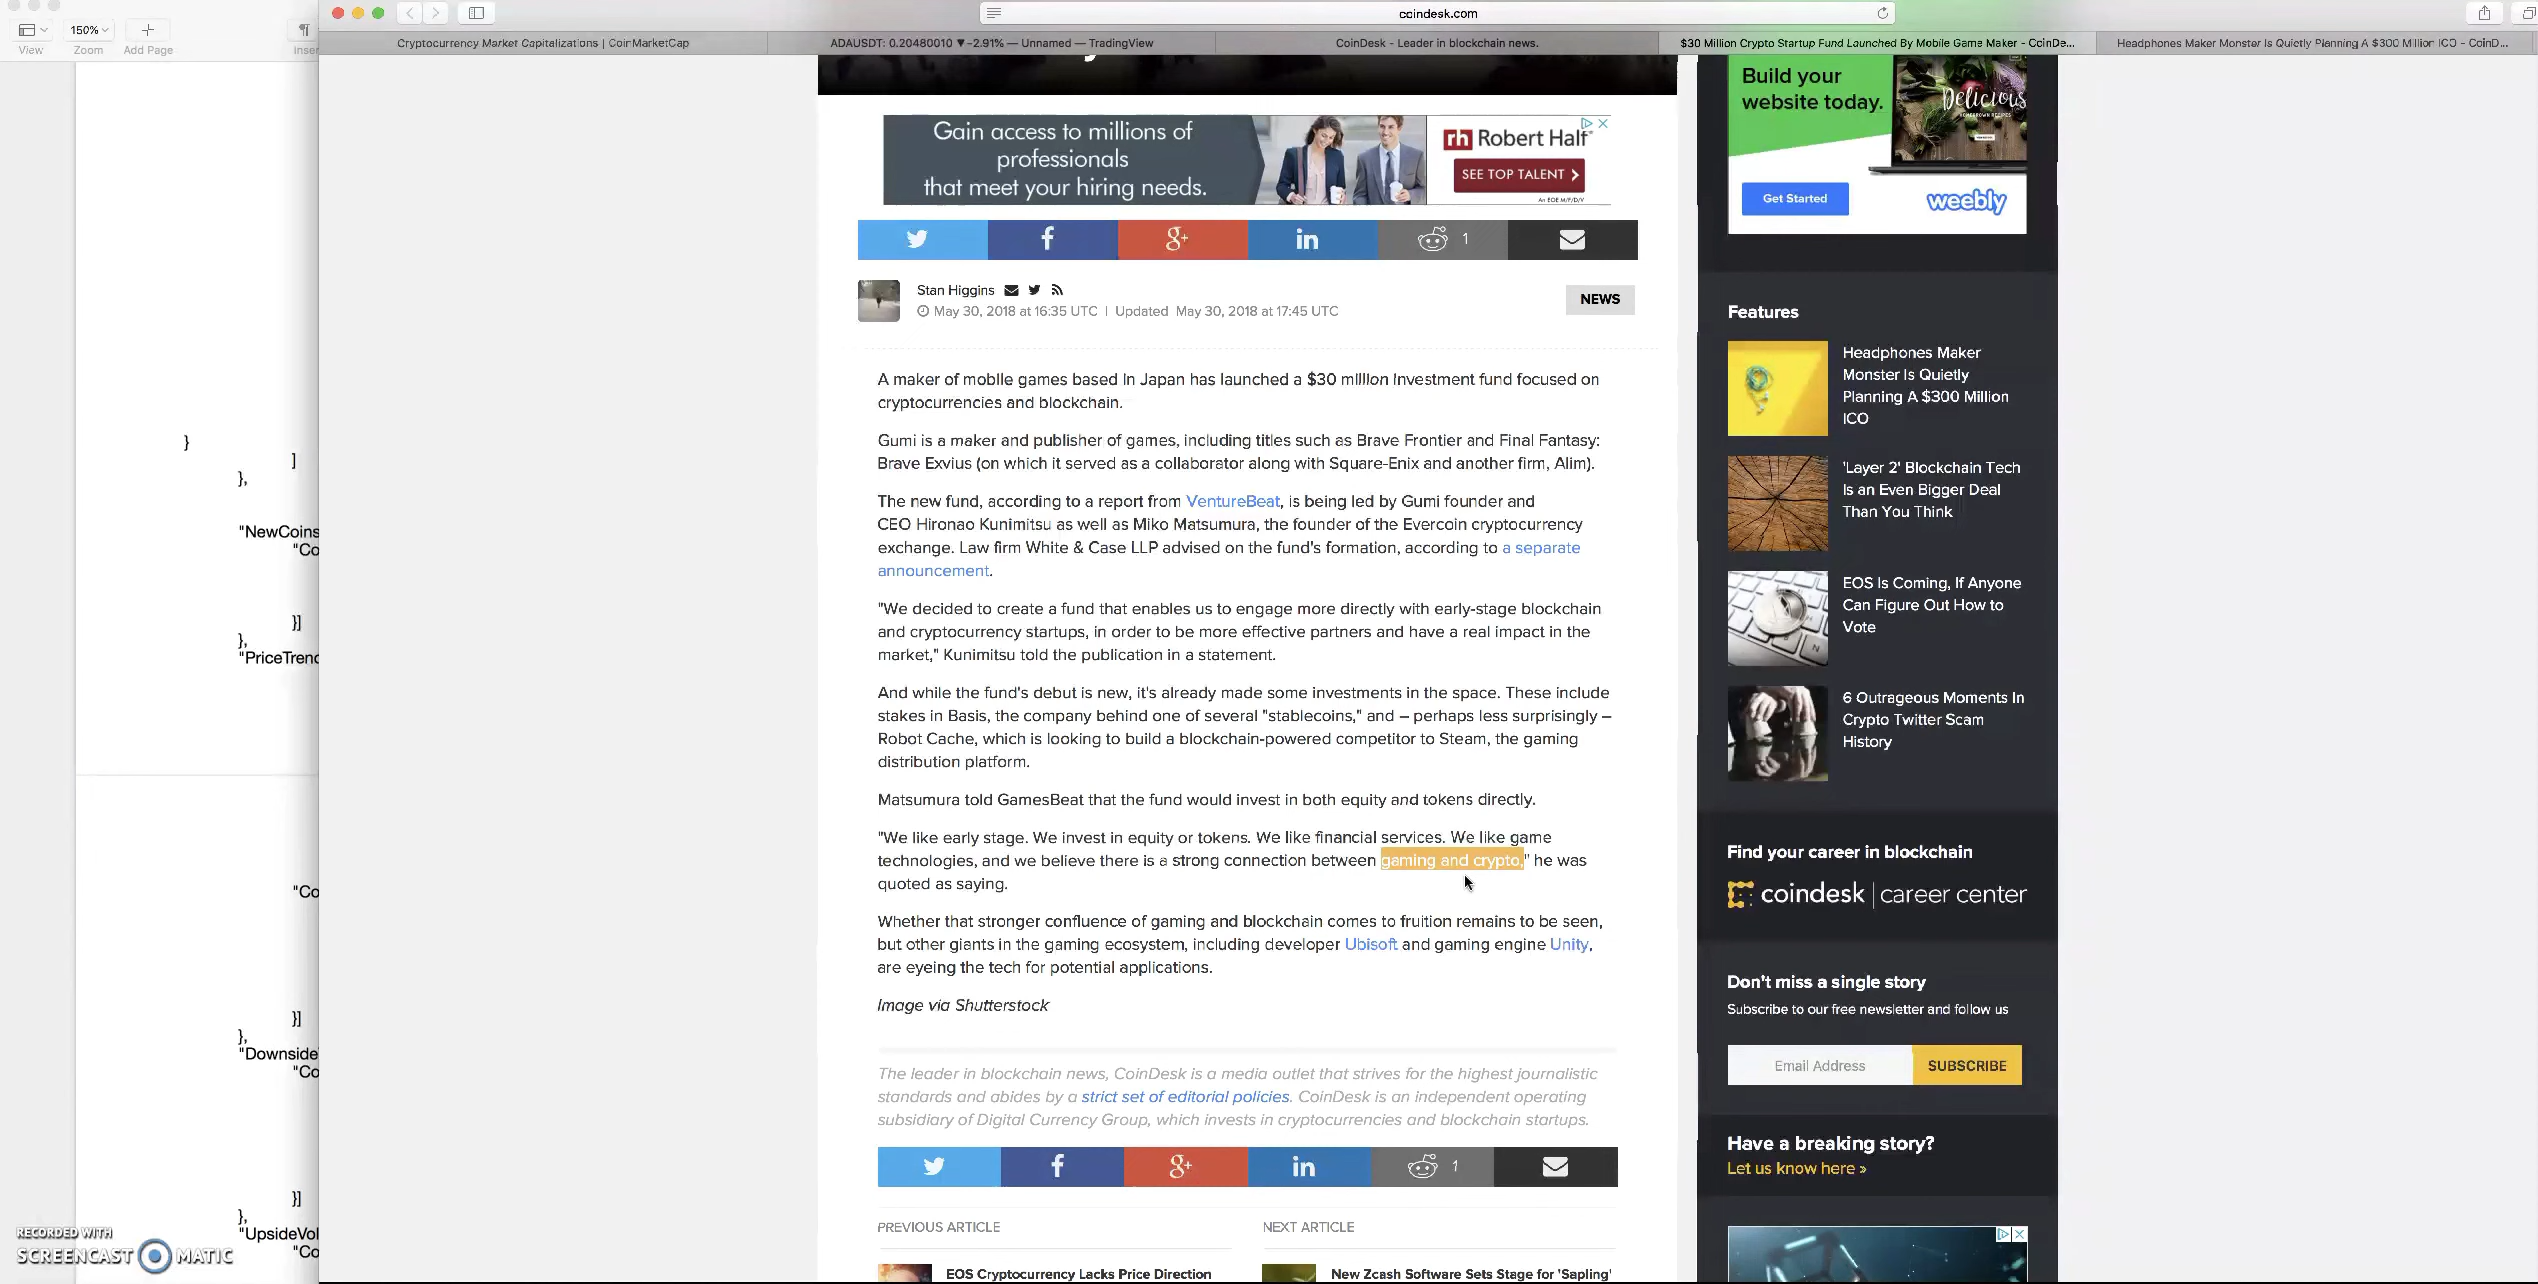 150%
View
Zoom
Add Page
Inser
coindesk.com
Cryptocurrency Market Capitalizations | CoinMarketCap
ADAUSDT: 0.20480010 ▼−2.91% — Unnamed — TradingView
CoinDesk - Leader in blockchain news.
$30 Million Crypto Startup Fund Launched By Mobile Game Maker - CoinDe...
Headphones Maker Monster Is Quietly Planning A $300 Million ICO - CoinD...
}
]
},
"NewCoins
"Co
}]
},
"PriceTrend
"Co
}]
},
"Downside
"Co
}]
},
"UpsideVol
"Co
RECORDED WITH
SCREENCAST MATIC
Gain access to millions of
professionals
that meet your hiring needs.
rh Robert Half®
SEE TOP TALENT >
An EOE M/F/D/V
g+
in
1
Stan Higgins
May 30, 2018 at 16:35 UTC | Updated May 30, 2018 at 17:45 UTC
NEWS
A maker of mobile games based in Japan has launched a $30 million investment fund focused on
cryptocurrencies and blockchain.
Gumi is a maker and publisher of games, including titles such as Brave Frontier and Final Fantasy:
Brave Exvius (on which it served as a collaborator along with Square-Enix and another firm, Alim).
The new fund, according to a report from VentureBeat, is being led by Gumi founder and
CEO Hironao Kunimitsu as well as Miko Matsumura, the founder of the Evercoin cryptocurrency
exchange. Law firm White & Case LLP advised on the fund's formation, according to a separate
announcement.
"We decided to create a fund that enables us to engage more directly with early-stage blockchain
and cryptocurrency startups, in order to be more effective partners and have a real impact in the
market," Kunimitsu told the publication in a statement.
And while the fund's debut is new, it's already made some investments in the space. These include
stakes in Basis, the company behind one of several "stablecoins," and – perhaps less surprisingly –
Robot Cache, which is looking to build a blockchain-powered competitor to Steam, the gaming
distribution platform.
Matsumura told GamesBeat that the fund would invest in both equity and tokens directly.
"We like early stage. We invest in equity or tokens. We like financial services. We like game
technologies, and we believe there is a strong connection between gaming and crypto," he was
quoted as saying.
Whether that stronger confluence of gaming and blockchain comes to fruition remains to be seen,
but other giants in the gaming ecosystem, including developer Ubisoft and gaming engine Unity,
are eyeing the tech for potential applications.
Image via Shutterstock
The leader in blockchain news, CoinDesk is a media outlet that strives for the highest journalistic
standards and abides by a strict set of editorial policies. CoinDesk is an independent operating
subsidiary of Digital Currency Group, which invests in cryptocurrencies and blockchain startups.
g+
in
1
PREVIOUS ARTICLE
NEXT ARTICLE
EOS Cryptocurrency Lacks Price Direction
New Zcash Software Sets Stage for 'Sapling'
Build your
website today.
Delicious
HOMEGROWN RECIPES
Get Started
weebly
Features
Headphones Maker
Monster Is Quietly
Planning A $300 Million
ICO
'Layer 2' Blockchain Tech
Is an Even Bigger Deal
Than You Think
EOS Is Coming, If Anyone
Can Figure Out How to
Vote
6 Outrageous Moments In
Crypto Twitter Scam
History
Find your career in blockchain
coindesk | career center
Don't miss a single story
Subscribe to our free newsletter and follow us
Email Address
SUBSCRIBE
Have a breaking story?
Let us know here »